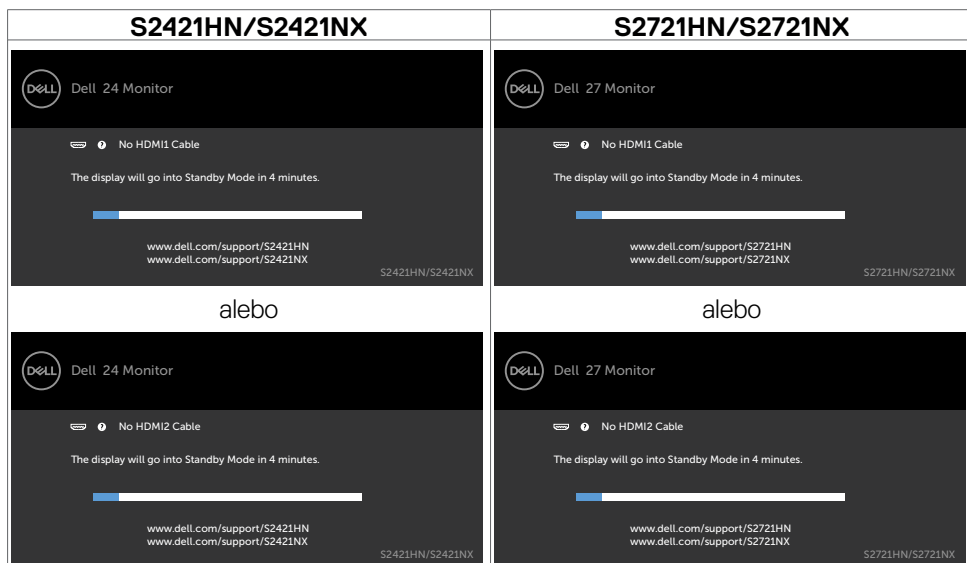 S2421HN/S2421NX
S2721HN/S2721NX
DELL
Dell 24 Monitor
No HDMI1 Cable
The display will go into Standby Mode in 4 minutes.
www.dell.com/support/S2421HN
www.dell.com/support/S2421NX
S2421HN/S2421NX
DELL
Dell 27 Monitor
No HDMI1 Cable
The display will go into Standby Mode in 4 minutes.
www.dell.com/support/S2721HN
www.dell.com/support/S2721NX
S2721HN/S2721NX
alebo
alebo
DELL
Dell 24 Monitor
No HDMI2 Cable
The display will go into Standby Mode in 4 minutes.
www.dell.com/support/S2421HN
www.dell.com/support/S2421NX
S2421HN/S2421NX
DELL
Dell 27 Monitor
No HDMI2 Cable
The display will go into Standby Mode in 4 minutes.
www.dell.com/support/S2721HN
www.dell.com/support/S2721NX
S2721HN/S2721NX